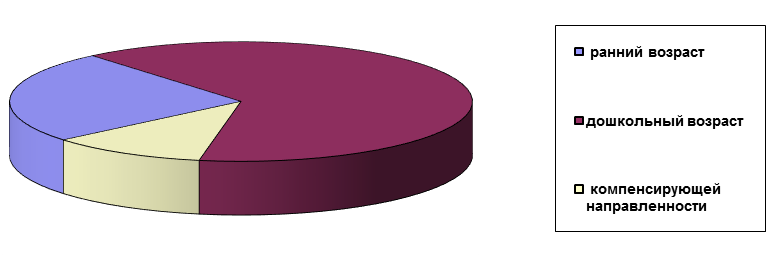 ранний возраст
дошкольный возраст
компенсирующей
направленности